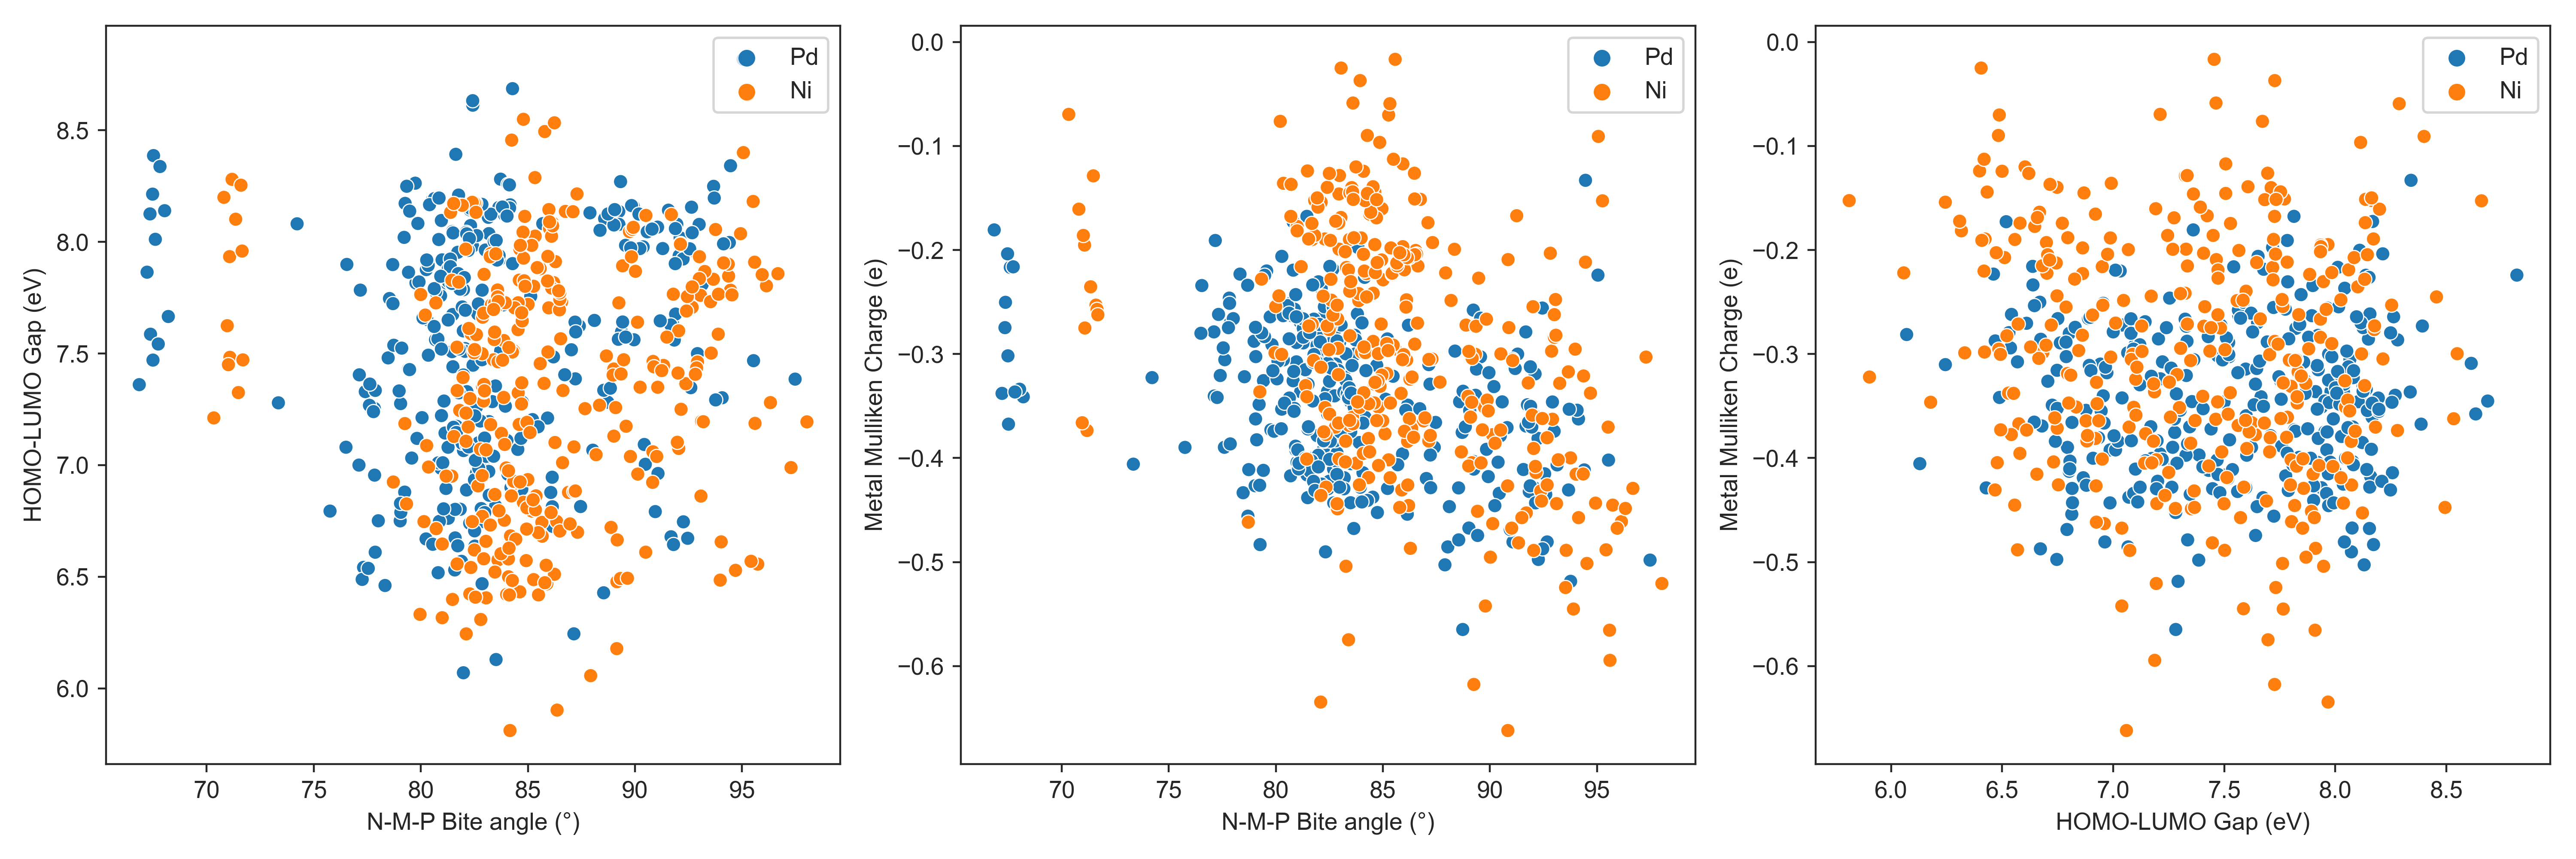 Pd
Ni
8.5
8.0
7.5
7.0
6.5
6.0
HOMO-LUMO Gap (eV)
70 75 80 85 90 95
N-M-P Bite angle (°)
Pd
Ni
0.0
−0.1
−0.2
−0.3
−0.4
−0.5
−0.6
Metal Mulliken Charge (e)
70 75 80 85 90 95
N-M-P Bite angle (°)
Pd
Ni
0.0
−0.1
−0.2
−0.3
−0.4
−0.5
−0.6
Metal Mulliken Charge (e)
6.0 6.5 7.0 7.5 8.0 8.5
HOMO-LUMO Gap (eV)